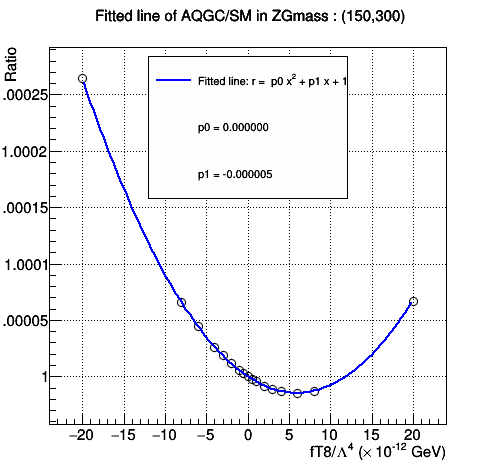 Fitted line of AQGC/SM in ZGmass : (150,300)
Ratio
Fitted line: r = p0 x² + p1 x + 1
p0 = 0.000000
p1 = -0.000005
.00025
1.0002
.00015
1.0001
.00005
1
−20 −15 −10 −5 0 5 10 15 20
fT8/Λ⁴ (× 10⁻¹² GeV)